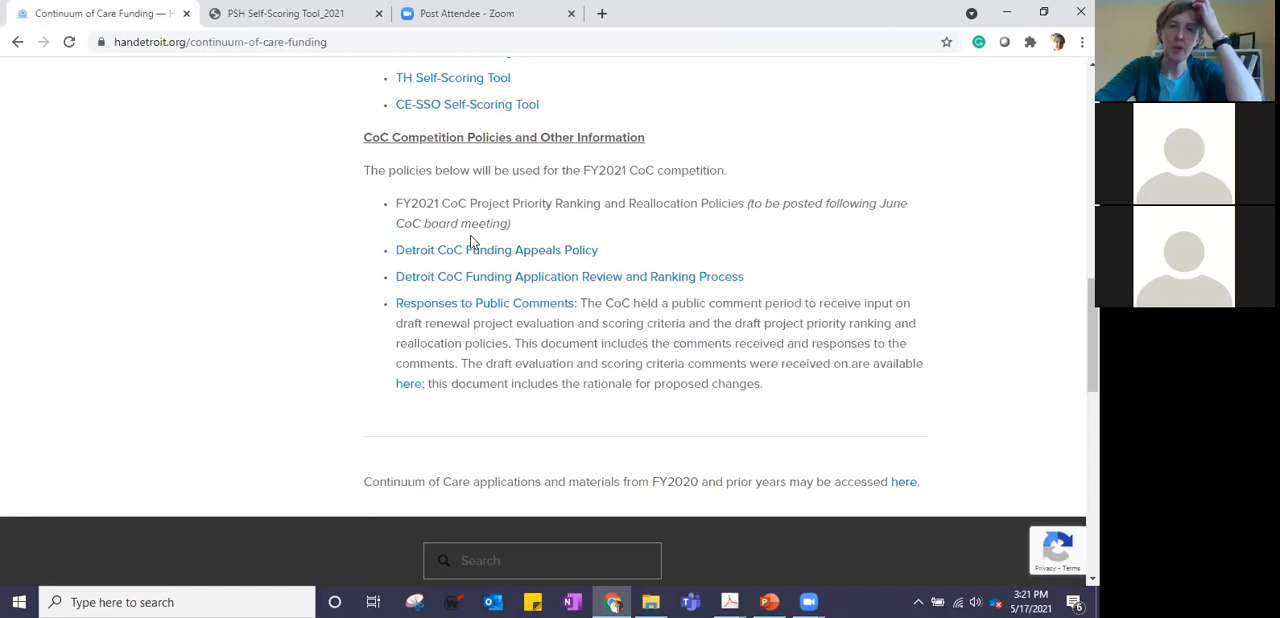 Continuum of Care Funding — H
PSH Self-Scoring Tool_2021
Post Attendee - Zoom
handetroit.org/continuum-of-care-funding
TH Self-Scoring Tool
CE-SSO Self-Scoring Tool
CoC Competition Policies and Other Information
The policies below will be used for the FY2021 CoC competition.
FY2021 CoC Project Priority Ranking and Reallocation Policies (to be posted following June
CoC board meeting)
Detroit CoC Funding Appeals Policy
Detroit CoC Funding Application Review and Ranking Process
Responses to Public Comments: The CoC held a public comment period to receive input on
draft renewal project evaluation and scoring criteria and the draft project priority ranking and
reallocation policies. This document includes the comments received and responses to the
comments. The draft evaluation and scoring criteria comments were received on are available
here; this document includes the rationale for proposed changes.
Continuum of Care applications and materials from FY2020 and prior years may be accessed here.
Search
Privacy - Terms
Type here to search
3:21 PM
5/17/2021
6